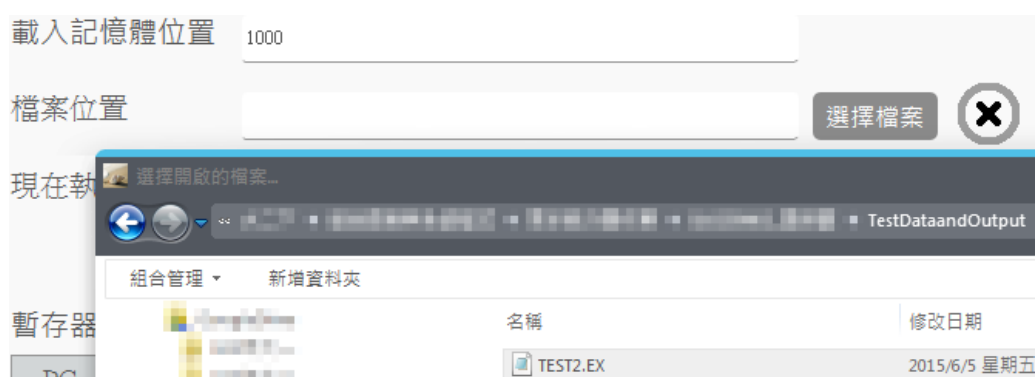 載入記憶體位置 1000
檔案位置 選擇檔案
現在執
選擇開啟的檔案...
TestDataandOutput
組合管理 新增資料夾
名稱 修改日期
暫存器
TEST2.EX 2015/6/5 星期五
PC